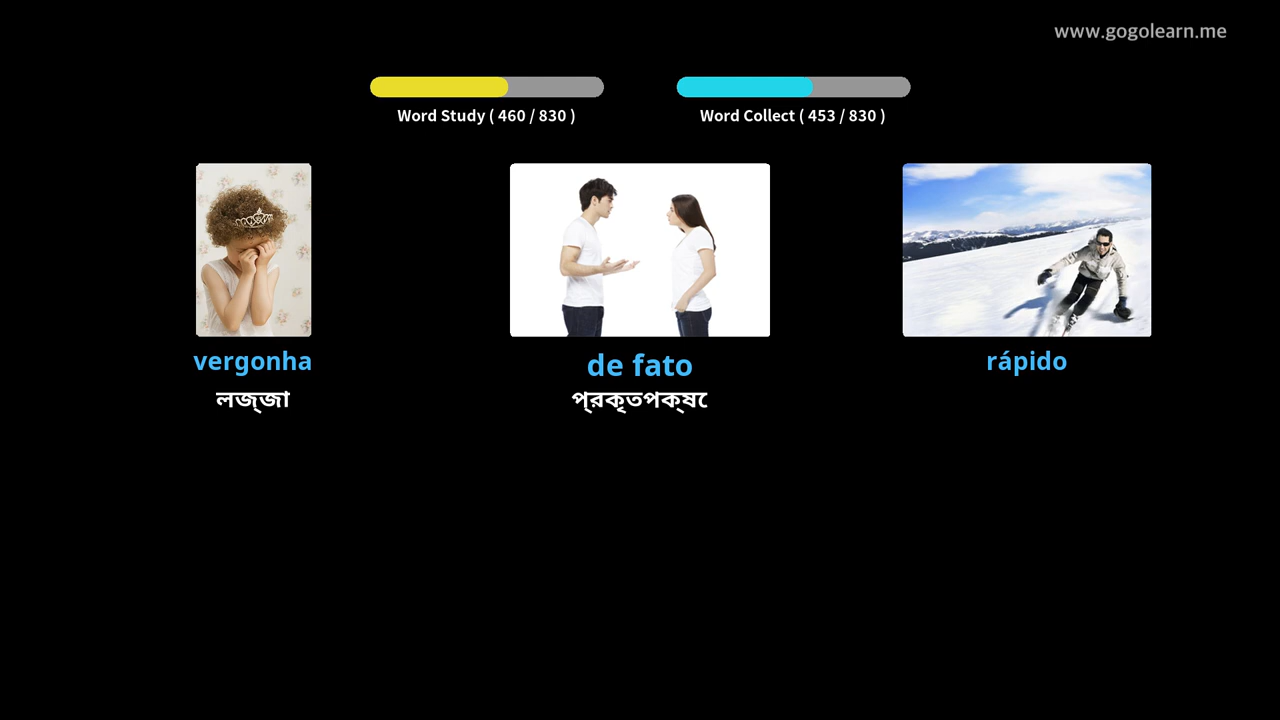 www.gogolearn.me
Word Study ( 460 / 830 )
Word Collect ( 453 / 830 )
vergonha
de fato
rápido
লজ্জা
প্রকৃতপক্ষে